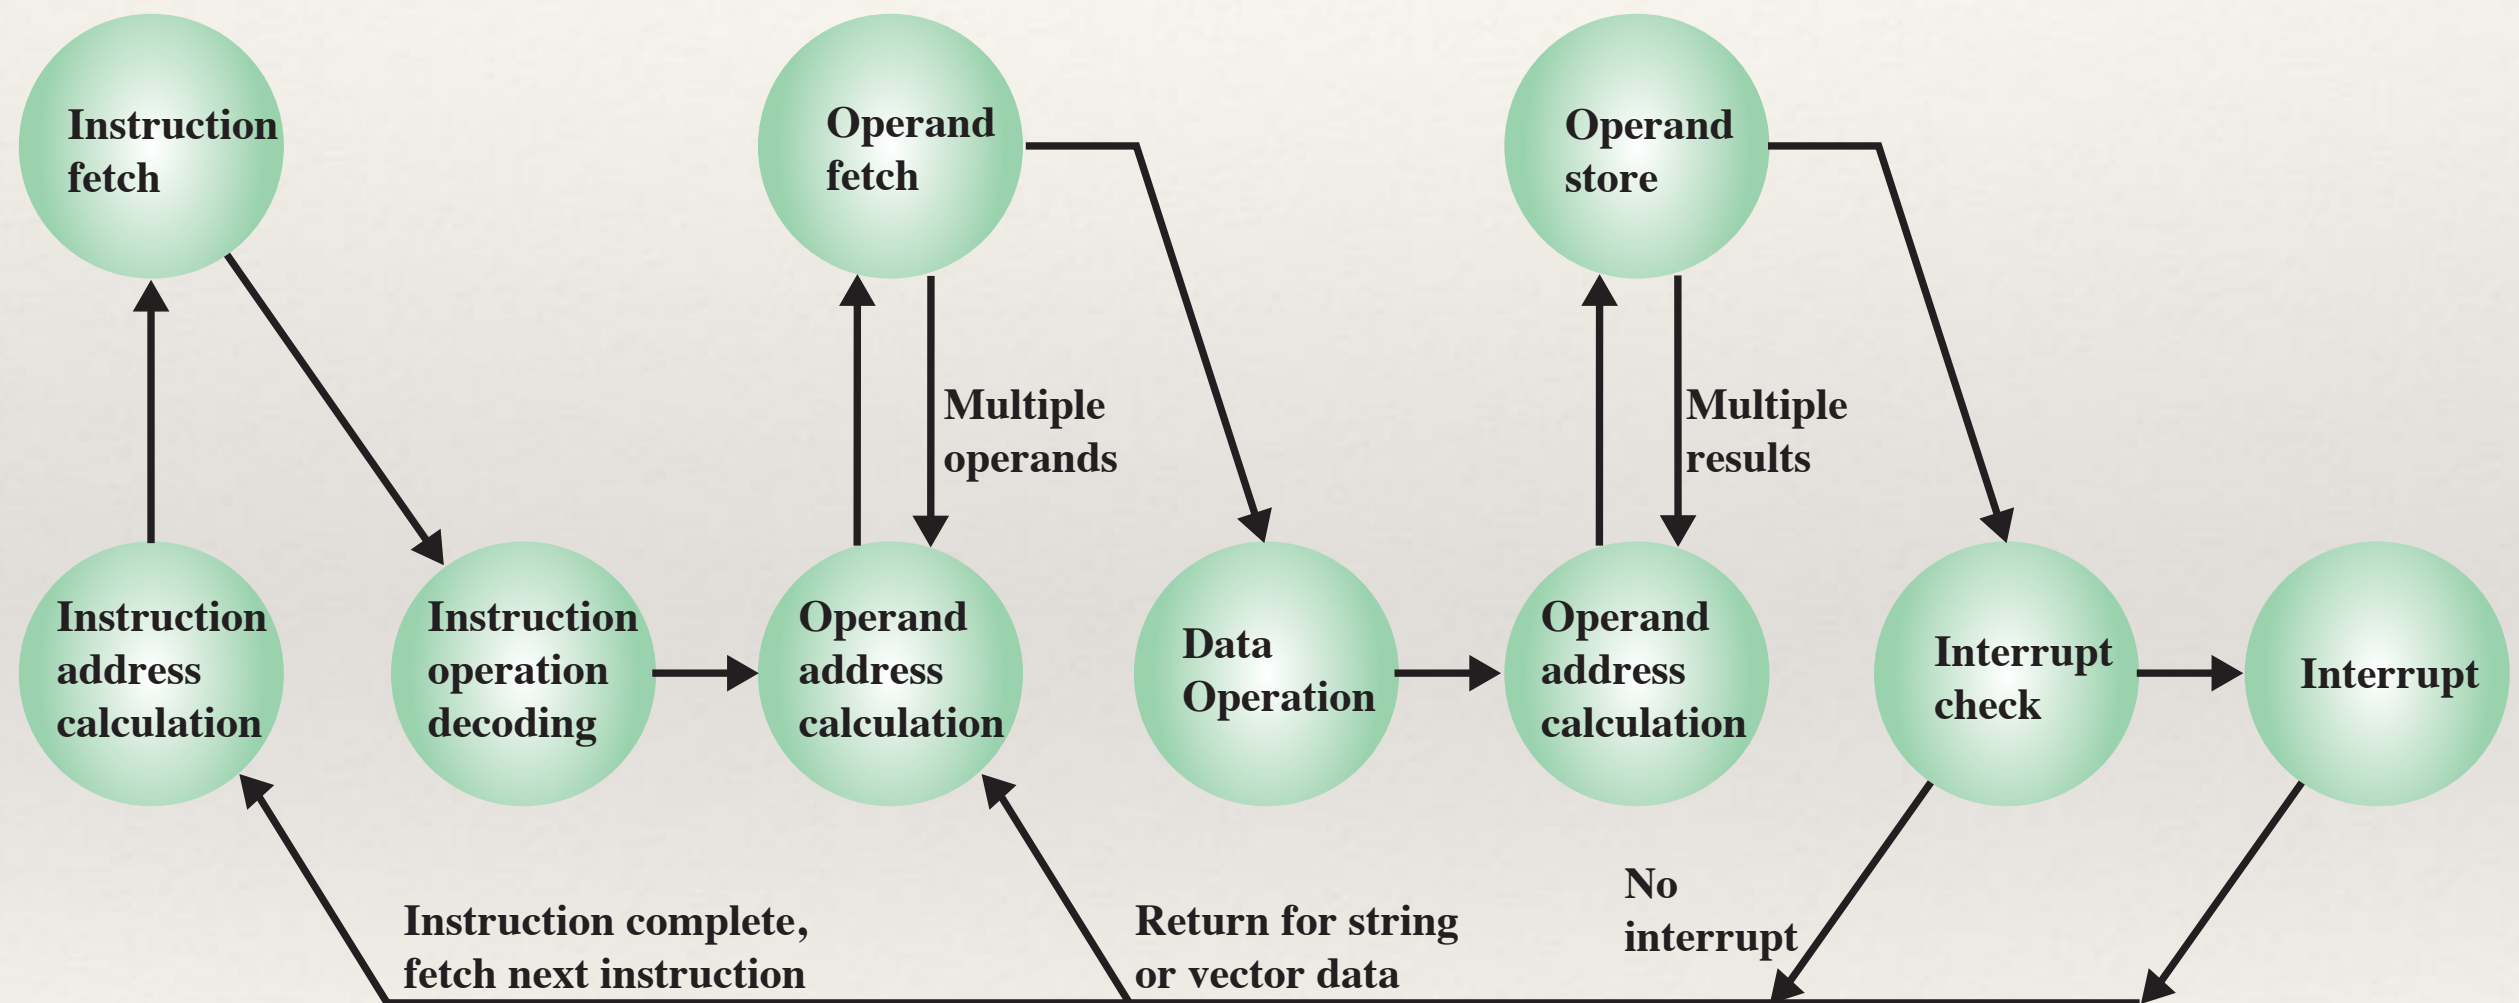 Instruction
fetch
Operand
fetch
Operand
store
Multiple
operands
Multiple
results
Instruction
address
calculation
Instruction
operation
decoding
Operand
address
calculation
Data
Operation
Operand
address
calculation
Interrupt
check
Interrupt
Instruction complete,
fetch next instruction
Return for string
or vector data
No
interrupt